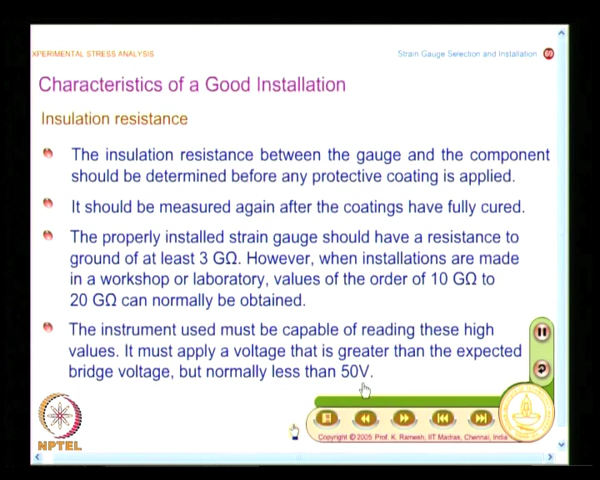 XPERIMENTAL STRESS ANALYSIS
Strain Gauge Selection and Installation 69
Characteristics of a Good Installation
Insulation resistance
The insulation resistance between the gauge and the component
should be determined before any protective coating is applied.
It should be measured again after the coatings have fully cured.
The properly installed strain gauge should have a resistance to
ground of at least 3 GΩ. However, when installations are made
in a workshop or laboratory, values of the order of 10 GΩ to
20 GΩ can normally be obtained.
The instrument used must be capable of reading these high
values. It must apply a voltage that is greater than the expected
bridge voltage, but normally less than 50V.
NPTEL
Copyright © 2005 Prof. K. Ramesh, IIT Madras, Chennai, India